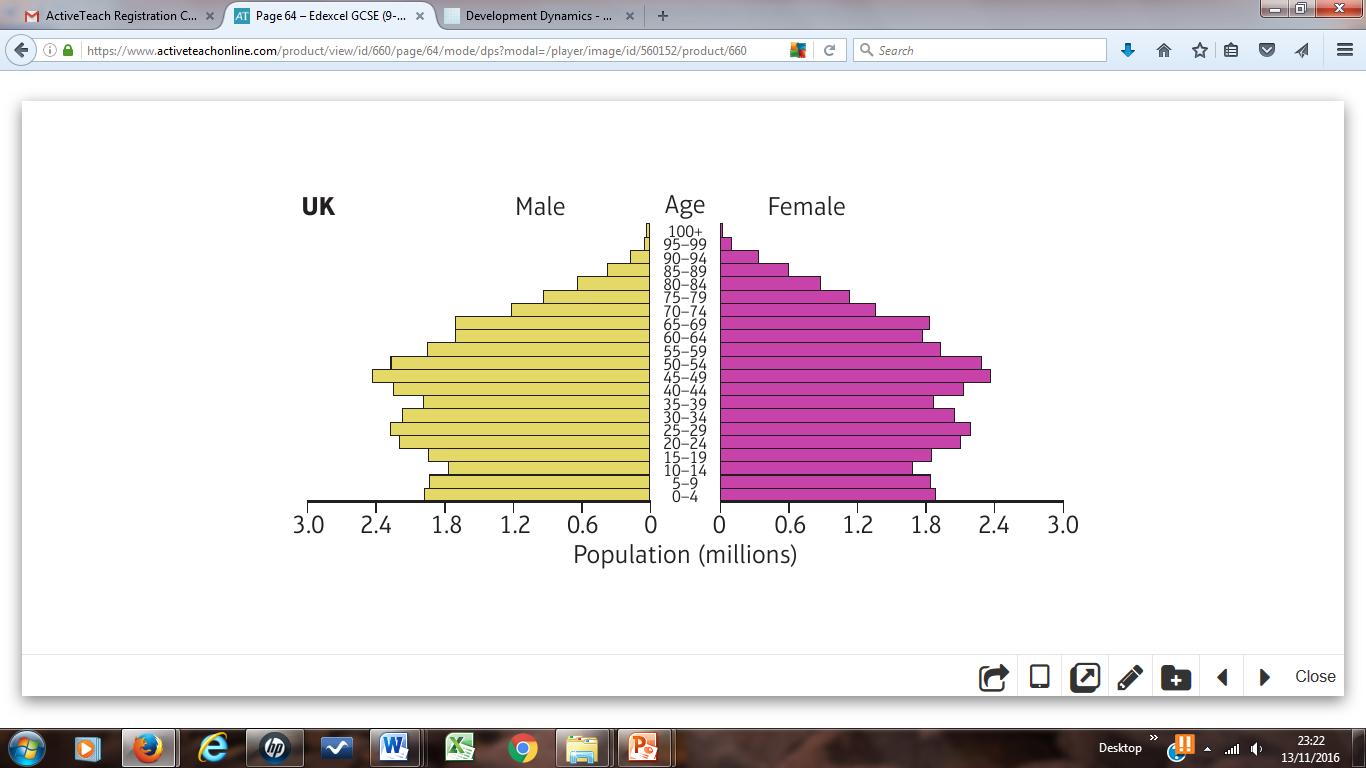 ActiveTeach Registration C...
Page 64 – Edexcel GCSE (9-...
Development Dynamics - ...
https://www.activeteachonline.com/product/view/id/660/page/64/mode/dps?modal=/player/image/id/560152/product/660
Search
UK Male Age Female
100+
95–99
90–94
85–89
80–84
75–79
70–74
65–69
60–64
55–59
50–54
45–49
40–44
35–39
30–34
25–29
20–24
15–19
10–14
5–9
0–4
3.0 2.4 1.8 1.2 0.6 0 0 0.6 1.2 1.8 2.4 3.0
Population (millions)
Close
Desktop
23:22
13/11/2016